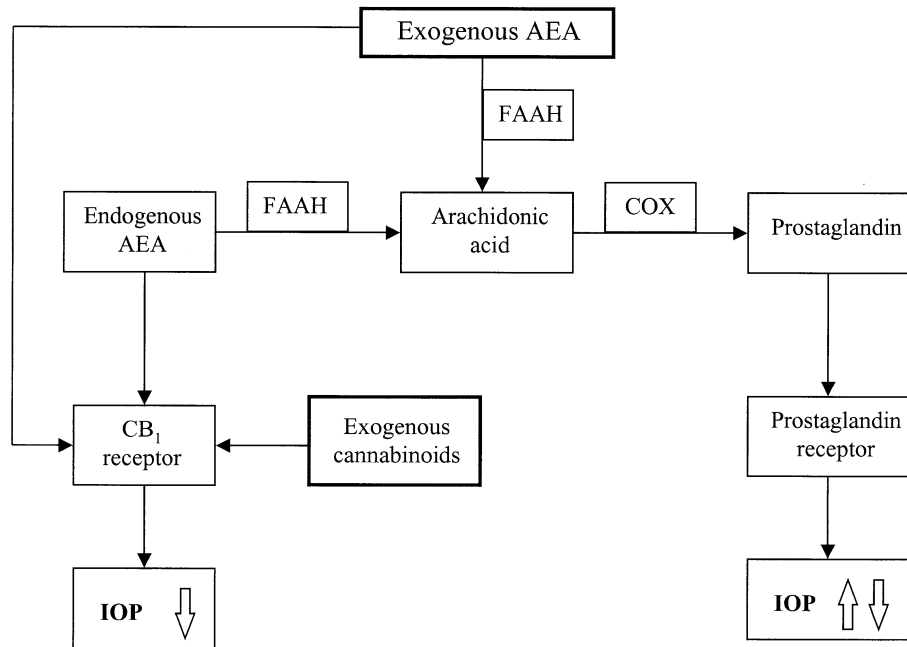 Exogenous AEA
FAAH
Endogenous
AEA
FAAH
Arachidonic
acid
COX
Prostaglandin
CB₁
receptor
Exogenous
cannabinoids
Prostaglandin
receptor
IOP
IOP